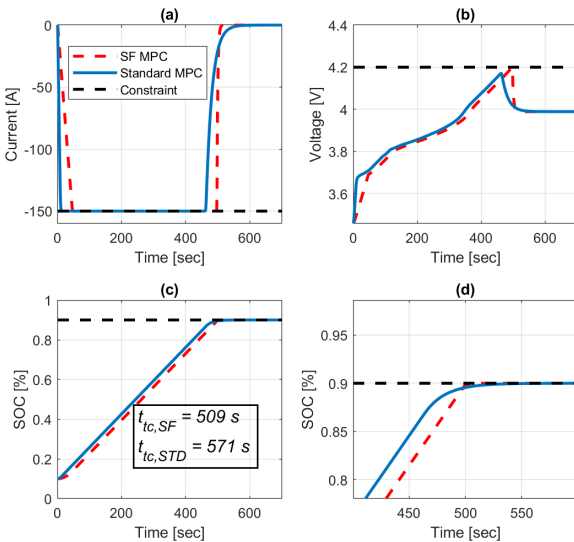 (a)
Current [A]
0
-50
-100
-150
SF MPC
Standard MPC
Constraint
0 200 400 600
Time [sec]
(b)
Voltage [V]
4.4
4.2
4
3.8
3.6
0 200 400 600
Time [sec]
(c)
SOC [%]
1
0.8
0.6
0.4
0.2
0
t_tc,SF = 509 s
t_tc,STD = 571 s
0 200 400 600
Time [sec]
(d)
SOC [%]
0.95
0.9
0.85
0.8
450 500 550
Time [sec]